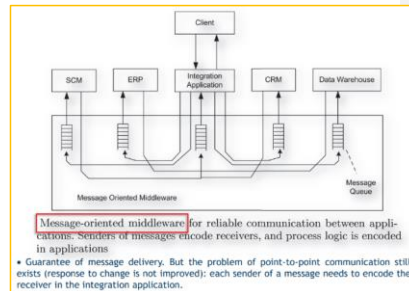 Client
SCM
ERP
Integration
Application
CRM
Data Warehouse
Message
Queue
Message Oriented Middleware
Message-oriented middleware for reliable communication between appli-
cations. Senders of messages encode receivers, and process logic is encoded
in applications
• Guarantee of message delivery. But the problem of point-to-point communication still
exists (response to change is not improved): each sender of a message needs to encode the
receiver in the integration application.